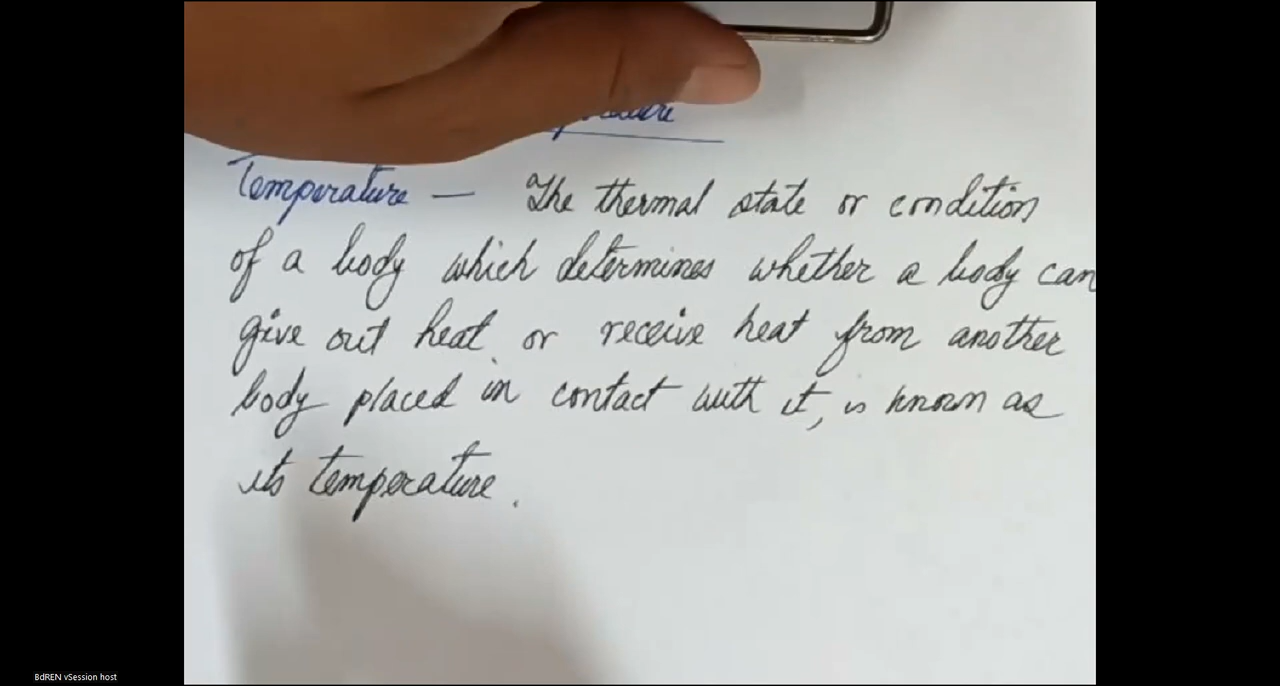 Temperature — The thermal state or condition
of a body which determines whether a body can
give out heat or receive heat from another
body placed in contact with it, is known as
its temperature.
BdREN vSession host